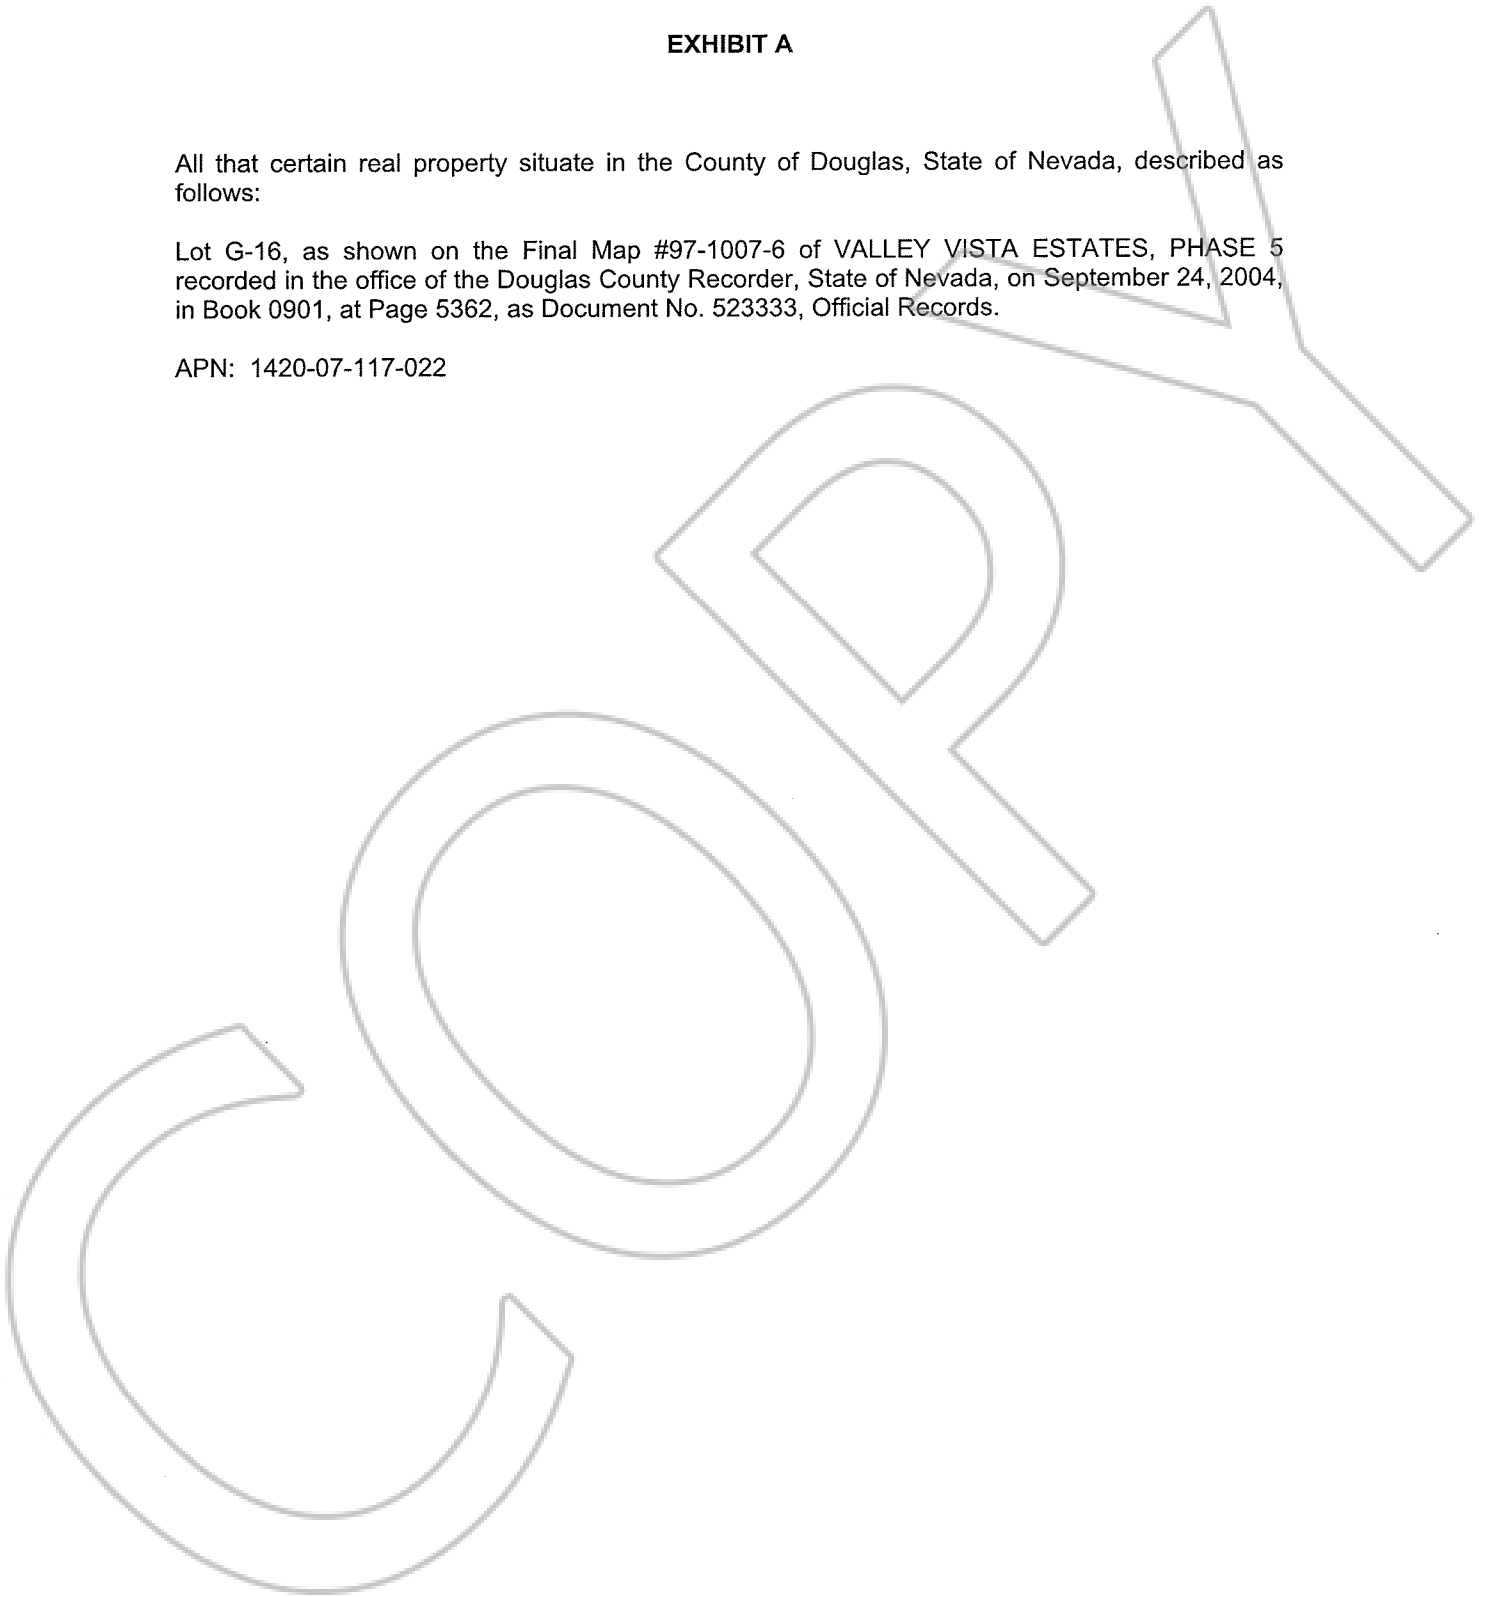 EXHIBIT A
All that certain real property situate in the County of Douglas, State of Nevada, described as
follows:
Lot G-16, as shown on the Final Map #97-1007-6 of VALLEY VISTA ESTATES, PHASE 5
recorded in the office of the Douglas County Recorder, State of Nevada, on September 24, 2004,
in Book 0901, at Page 5362, as Document No. 523333, Official Records.
APN: 1420-07-117-022
COPY